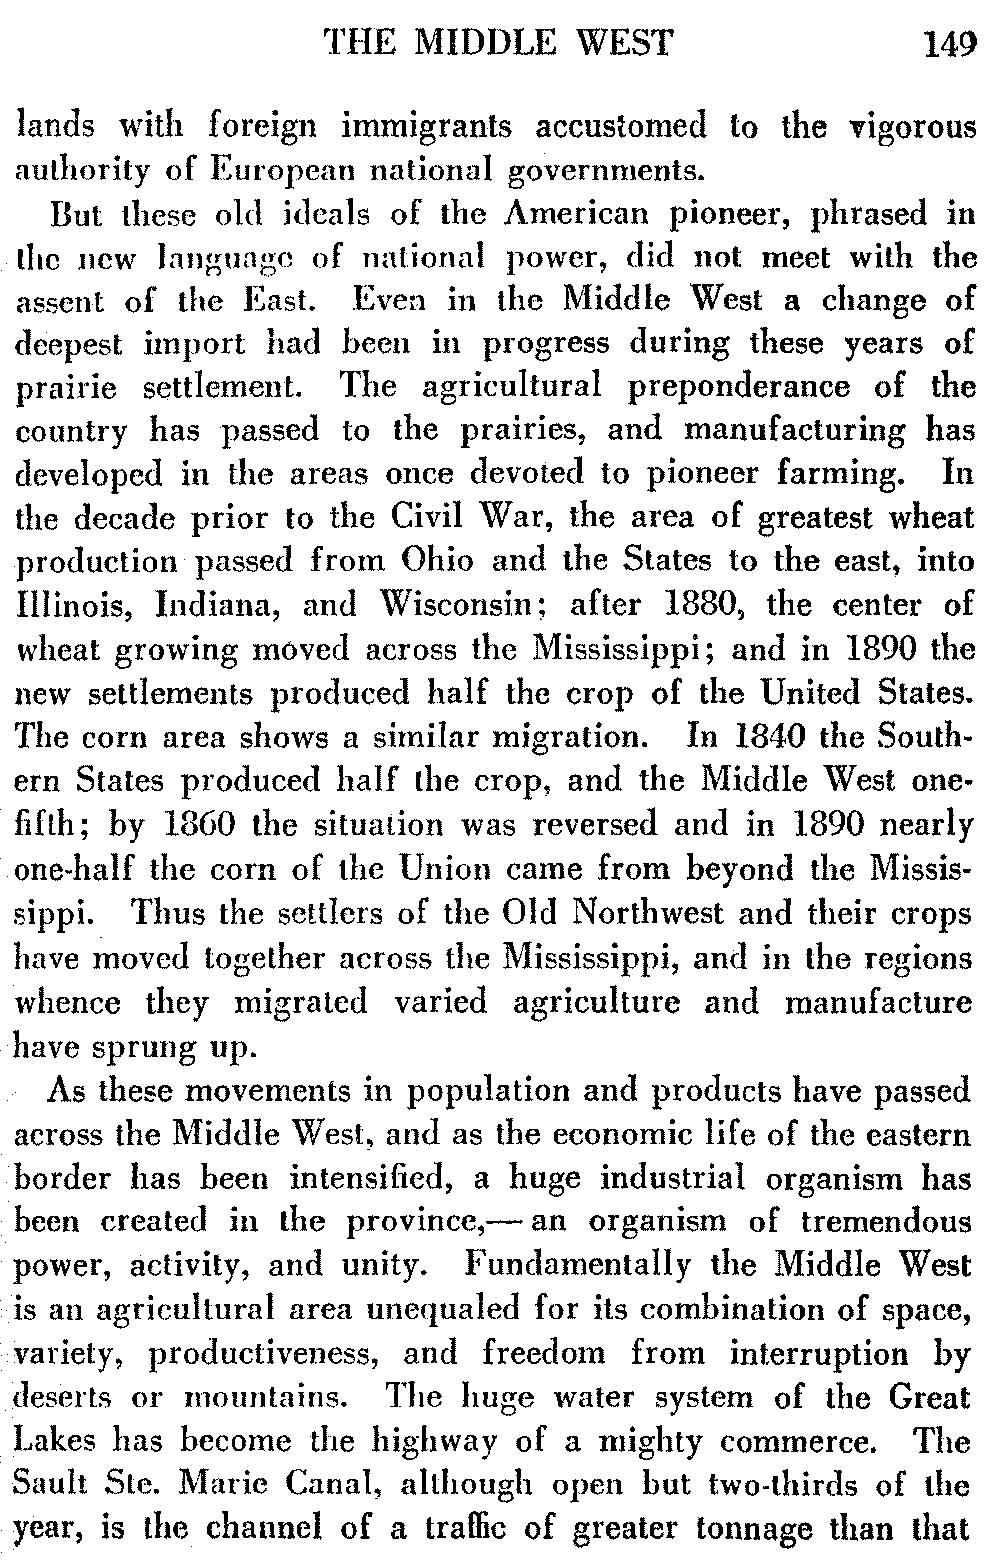 THE MIDDLE WEST 149
lands with foreign immigrants accustomed to the vigorous
authority of European national governments.
But these old ideals of the American pioneer, phrased in
the new language of national power, did not meet with the
assent of the East. Even in the Middle West a change of
deepest import had been in progress during these years of
prairie settlement. The agricultural preponderance of the
country has passed to the prairies, and manufacturing has
developed in the areas once devoted to pioneer farming. In
the decade prior to the Civil War, the area of greatest wheat
production passed from Ohio and the States to the east, into
Illinois, Indiana, and Wisconsin; after 1880, the center of
wheat growing moved across the Mississippi; and in 1890 the
new settlements produced half the crop of the United States.
The corn area shows a similar migration. In 1840 the South-
ern States produced half the crop, and the Middle West one-
fifth; by 1860 the situation was reversed and in 1890 nearly
one-half the corn of the Union came from beyond the Missis-
sippi. Thus the settlers of the Old Northwest and their crops
have moved together across the Mississippi, and in the regions
whence they migrated varied agriculture and manufacture
have sprung up.
As these movements in population and products have passed
across the Middle West, and as the economic life of the eastern
border has been intensified, a huge industrial organism has
been created in the province,— an organism of tremendous
power, activity, and unity. Fundamentally the Middle West
is an agricultural area unequaled for its combination of space,
variety, productiveness, and freedom from interruption by
deserts or mountains. The huge water system of the Great
Lakes has become the highway of a mighty commerce. The
Sault Ste. Marie Canal, although open but two-thirds of the
year, is the channel of a traffic of greater tonnage than that